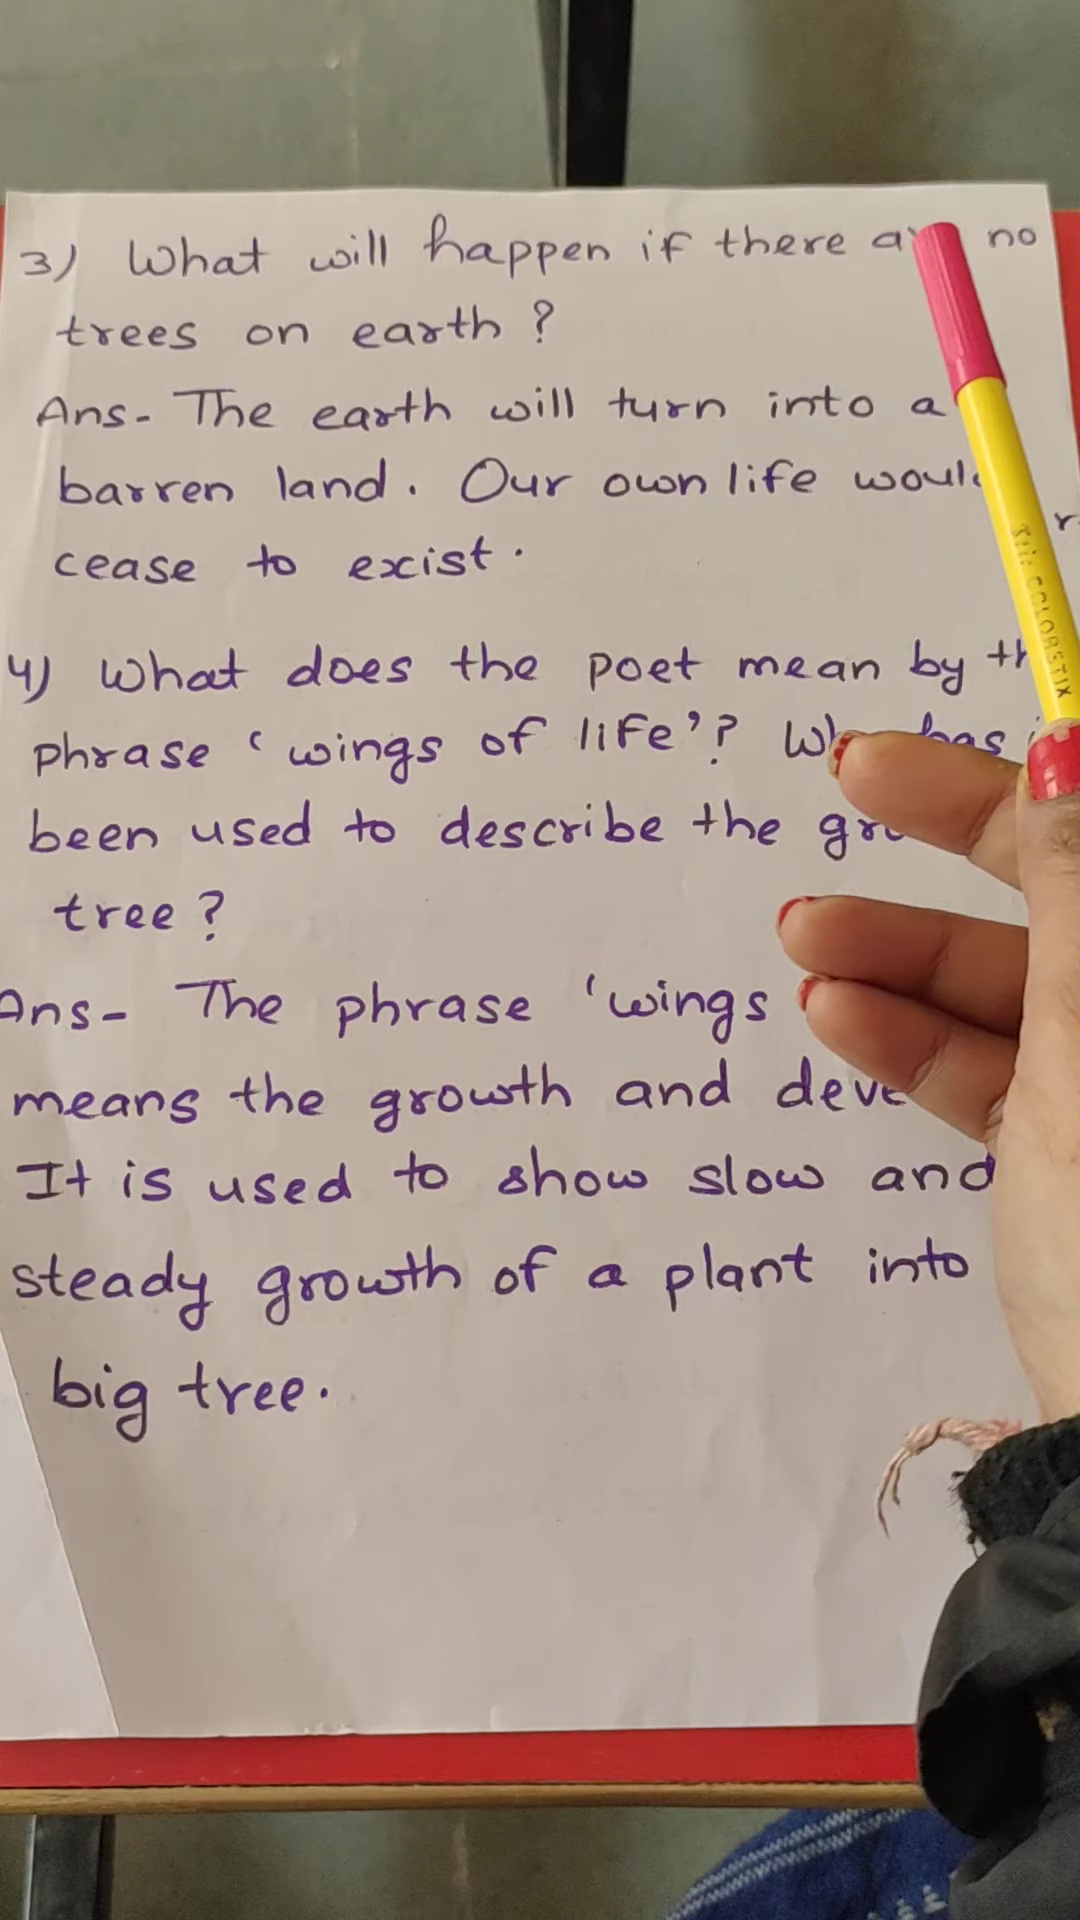 3) What will happen if there no
trees on earth ?
Ans- The earth will turn into a
barren land. Our own life
cease to exist.
4) What does the poet mean by
phrase 'wings of life'? has
been used to describe the
tree ?
Ans- The phrase 'wings
means the growth and
It is used to show slow and
steady growth of a plant into
big tree.
COLORSTIX